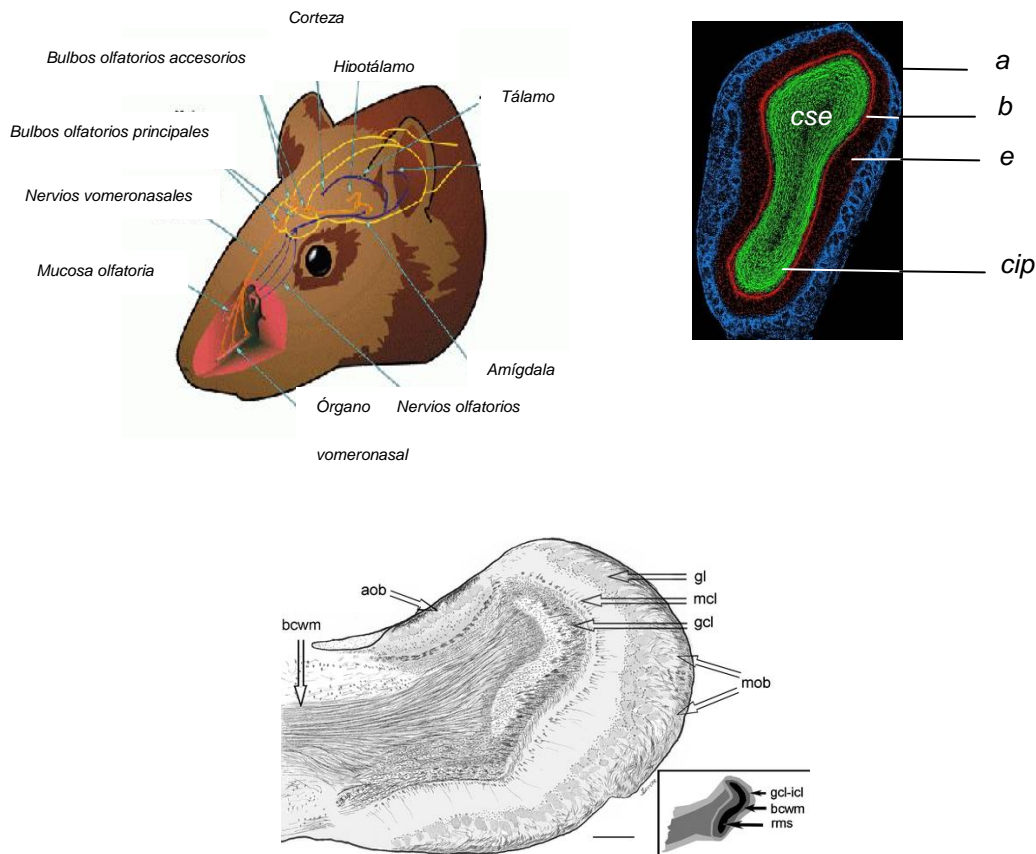 Corteza
Bulbos olfatorios accesorios
Hipotálamo
Tálamo
Bulbos olfatorios principales
Nervios vomeronasales
Mucosa olfatoria
Amígdala
Órgano
Nervios olfatorios
vomeronasal
a
cse
b
e
cip
gl
aob
mcl
gcl
bcwm
mob
gcl-icl
bcwm
rms